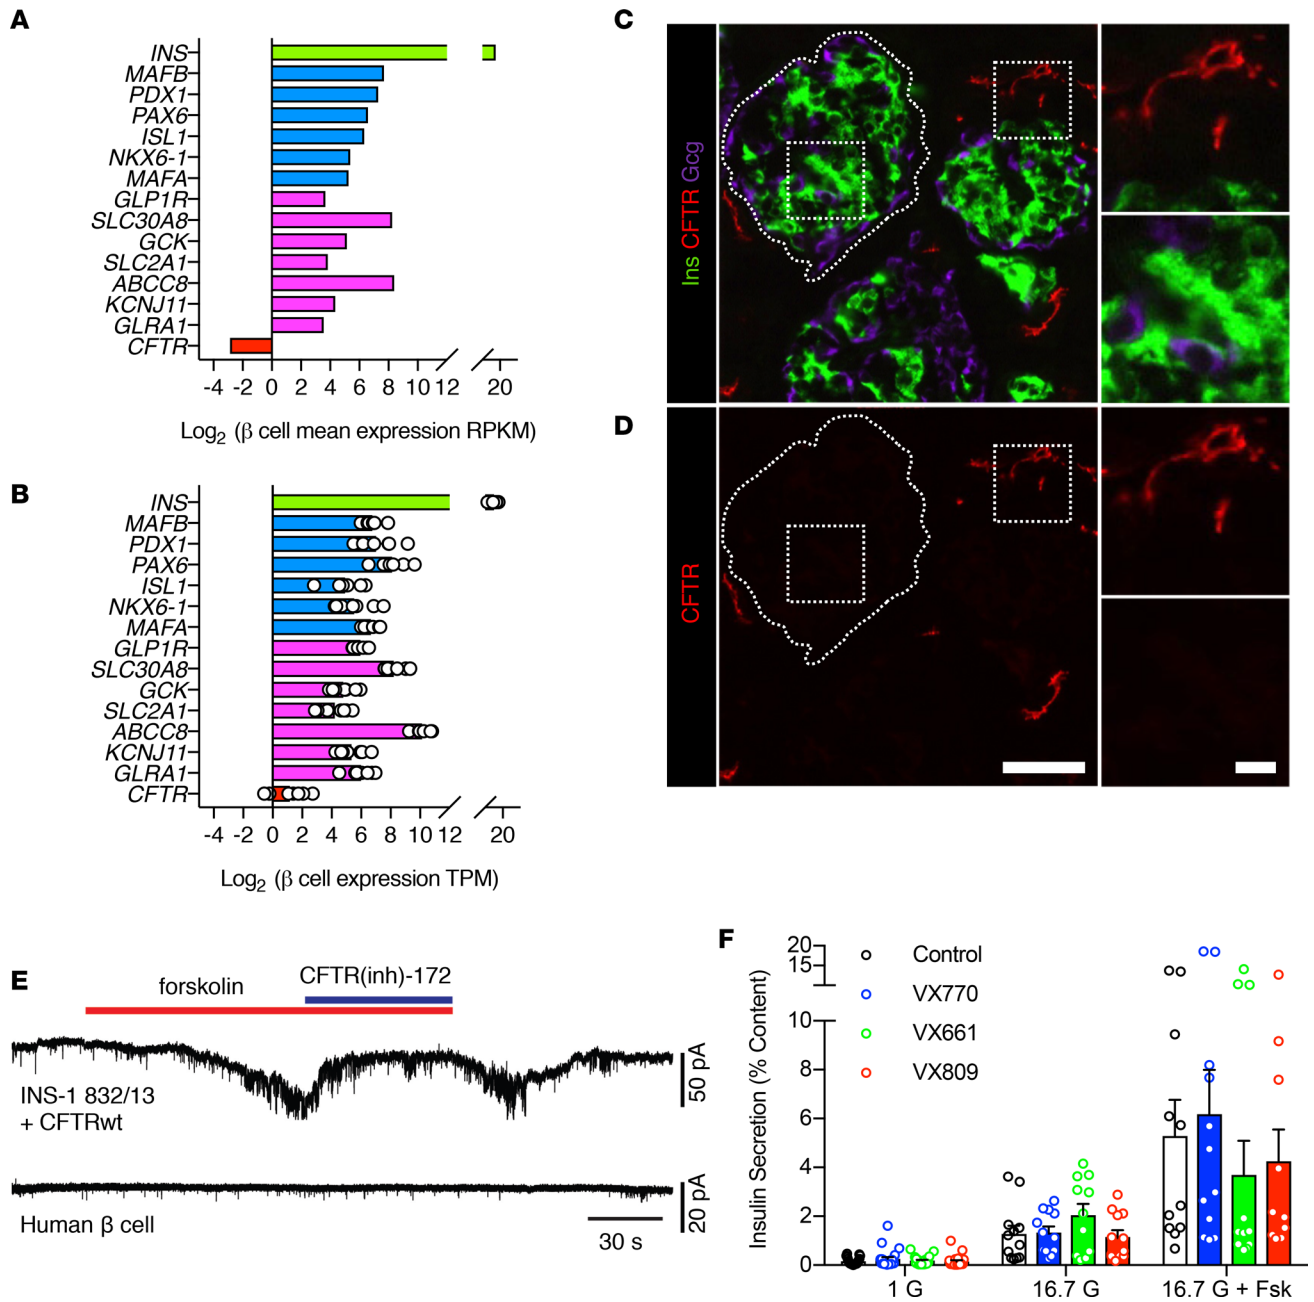 A
INS
MAFB
PDX1
PAX6
ISL1
NKX6-1
MAFA
GLP1R
SLC30A8
GCK
SLC2A1
ABCC8
KCNJ11
GLRA1
CFTR
-4 -2 0 2 4 6 8 10 12 20
Log2 (β cell mean expression RPKM)
B
INS
MAFB
PDX1
PAX6
ISL1
NKX6-1
MAFA
GLP1R
SLC30A8
GCK
SLC2A1
ABCC8
KCNJ11
GLRA1
CFTR
-4 -2 0 2 4 6 8 10 12 20
Log2 (β cell expression TPM)
C
Ins CFTR Gcg
D
CFTR
E
forskolin
CFTR(inh)-172
INS-1 832/13
+ CFTRwt
50 pA
Human β cell
20 pA
30 s
F
Insulin Secretion (% Content)
20
15
10
8
6
4
2
0
Control
VX770
VX661
VX809
1 G
16.7 G
16.7 G + Fsk